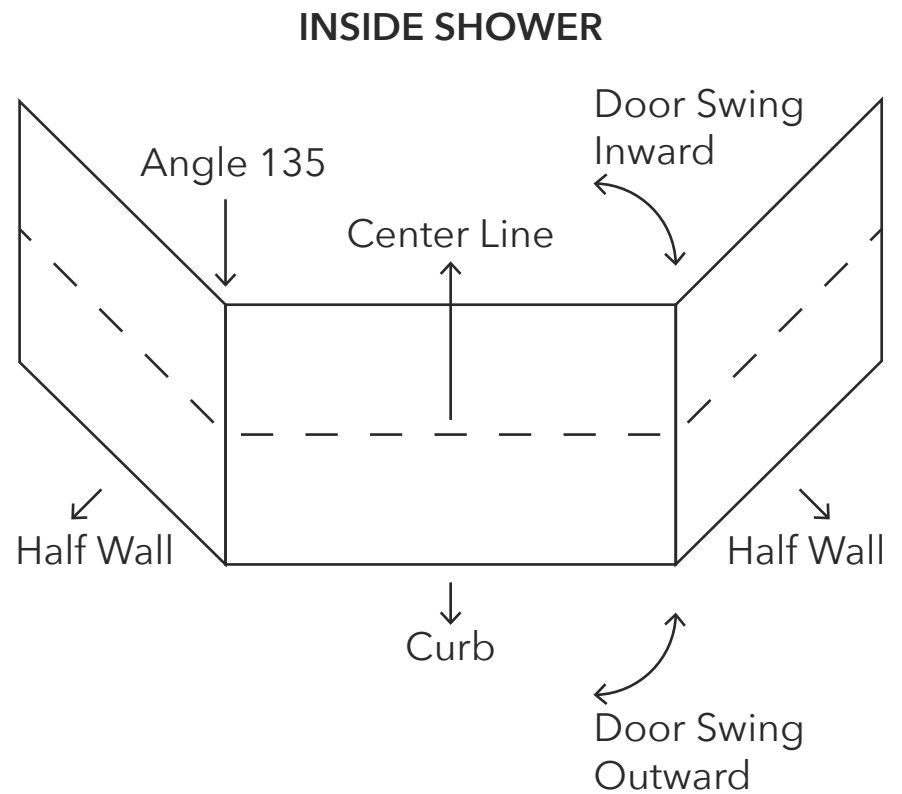 INSIDE SHOWER
Door Swing
Inward
Angle 135
Center Line
Half Wall
Half Wall
Curb
Door Swing
Outward